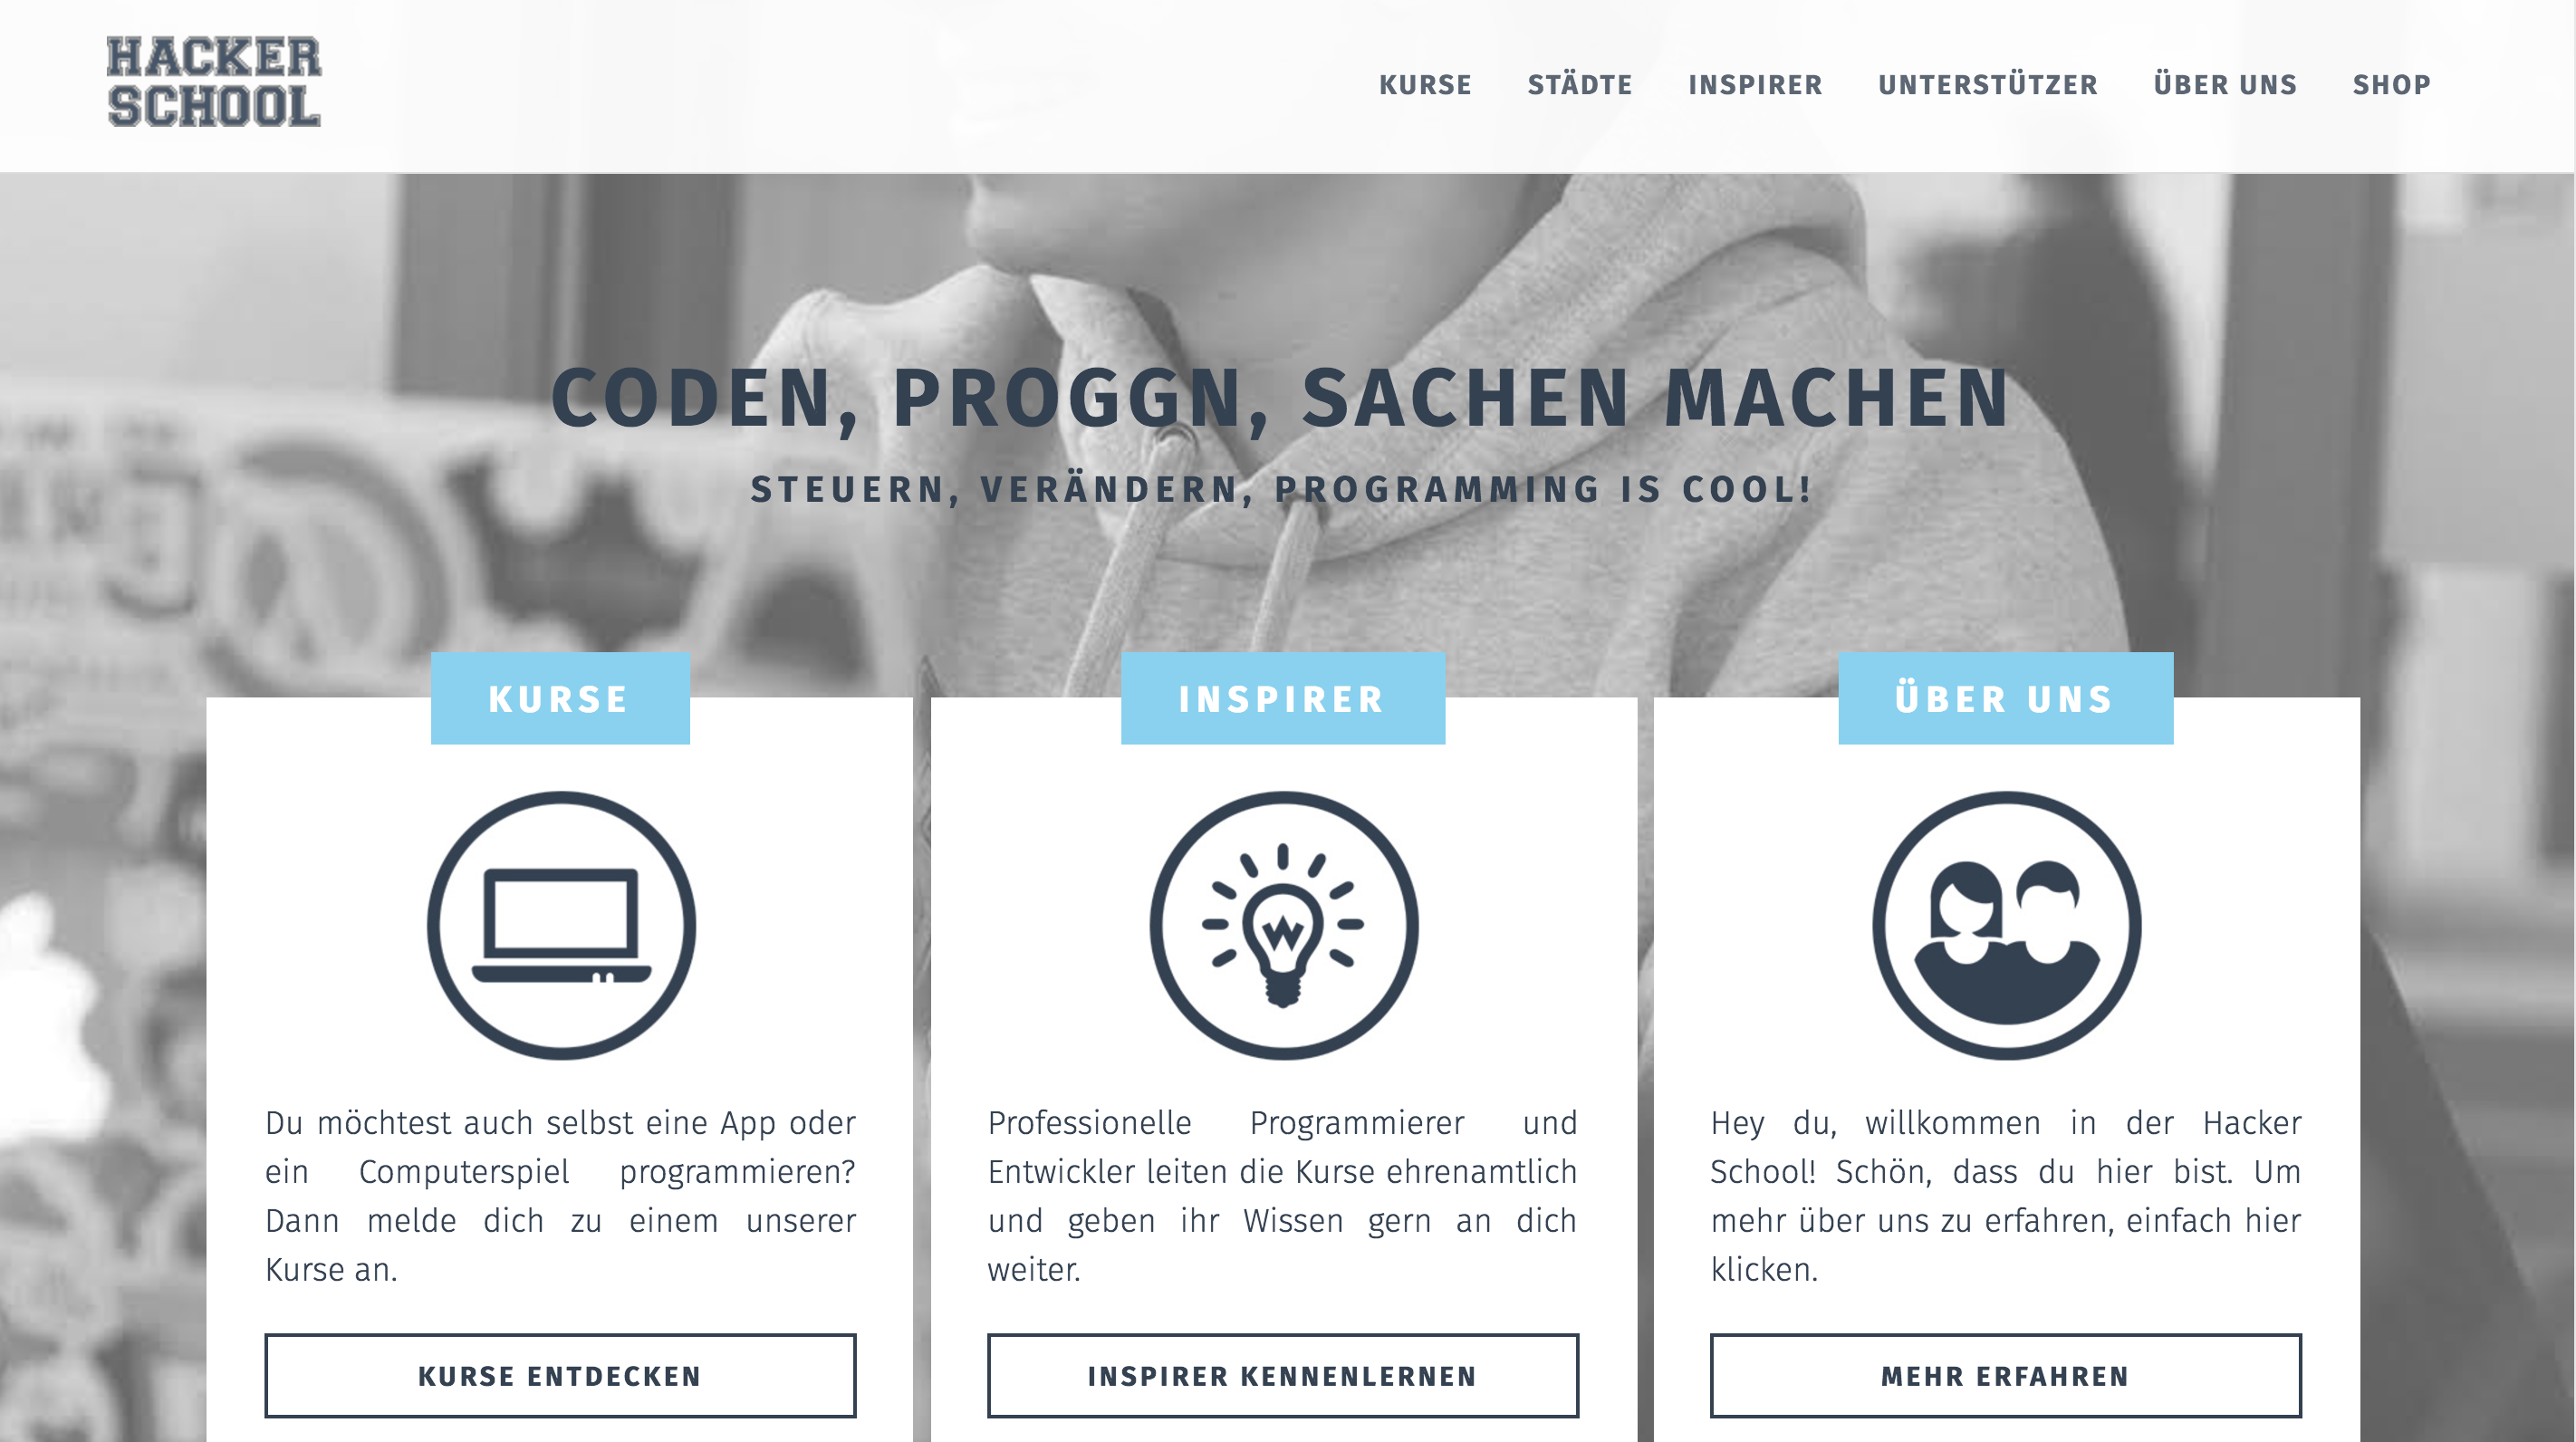 HACKER
SCHOOL
KURSE STÄDTE INSPIRER UNTERSTÜTZER ÜBER UNS SHOP
CODEN, PROGGN, SACHEN MACHEN
STEUERN, VERÄNDERN, PROGRAMMING IS COOL!
KURSE
Du möchtest auch selbst eine App oder
ein Computerspiel programmieren?
Dann melde dich zu einem unserer
Kurse an.
KURSE ENTDECKEN
INSPIRER
Professionelle Programmierer und
Entwickler leiten die Kurse ehrenamtlich
und geben ihr Wissen gern an dich
weiter.
INSPIRER KENNENLERNEN
ÜBER UNS
Hey du, willkommen in der Hacker
School! Schön, dass du hier bist. Um
mehr über uns zu erfahren, einfach hier
klicken.
MEHR ERFAHREN